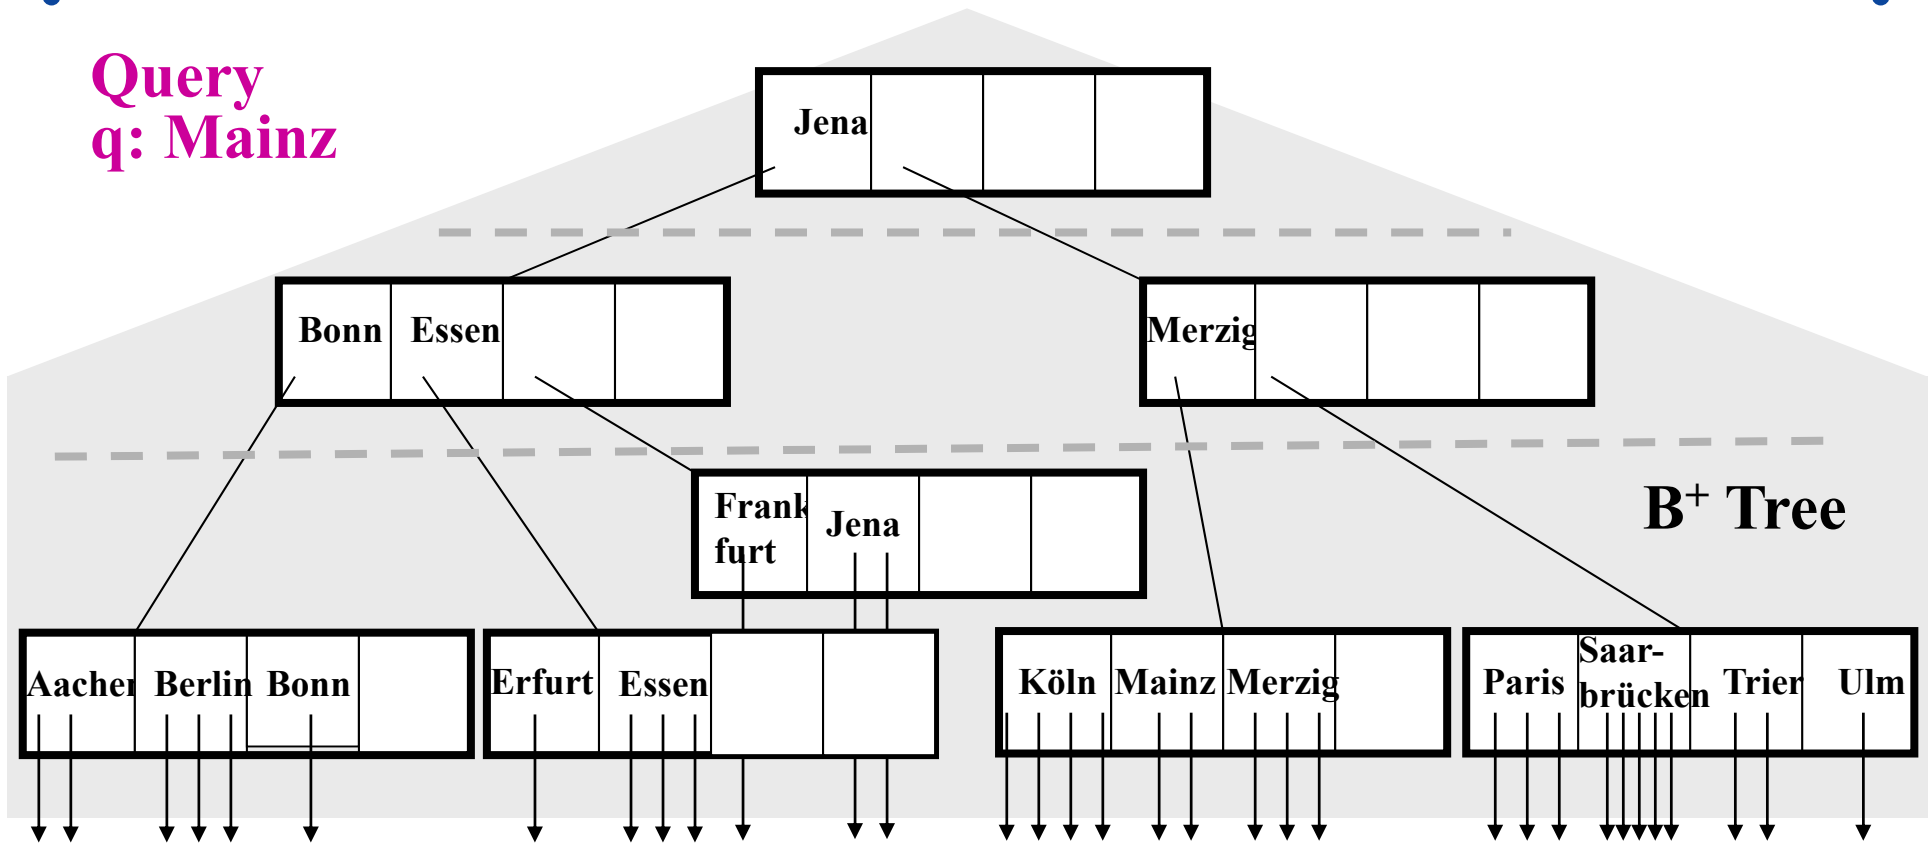 Query
q: Mainz
Jena
Bonn Essen
Merzig
B+ Tree
Frank
furt
Jena
Aachen Berlin Bonn
Erfurt Essen
Köln Mainz Merzig
Paris
Saar-
brücken
Trier Ulm